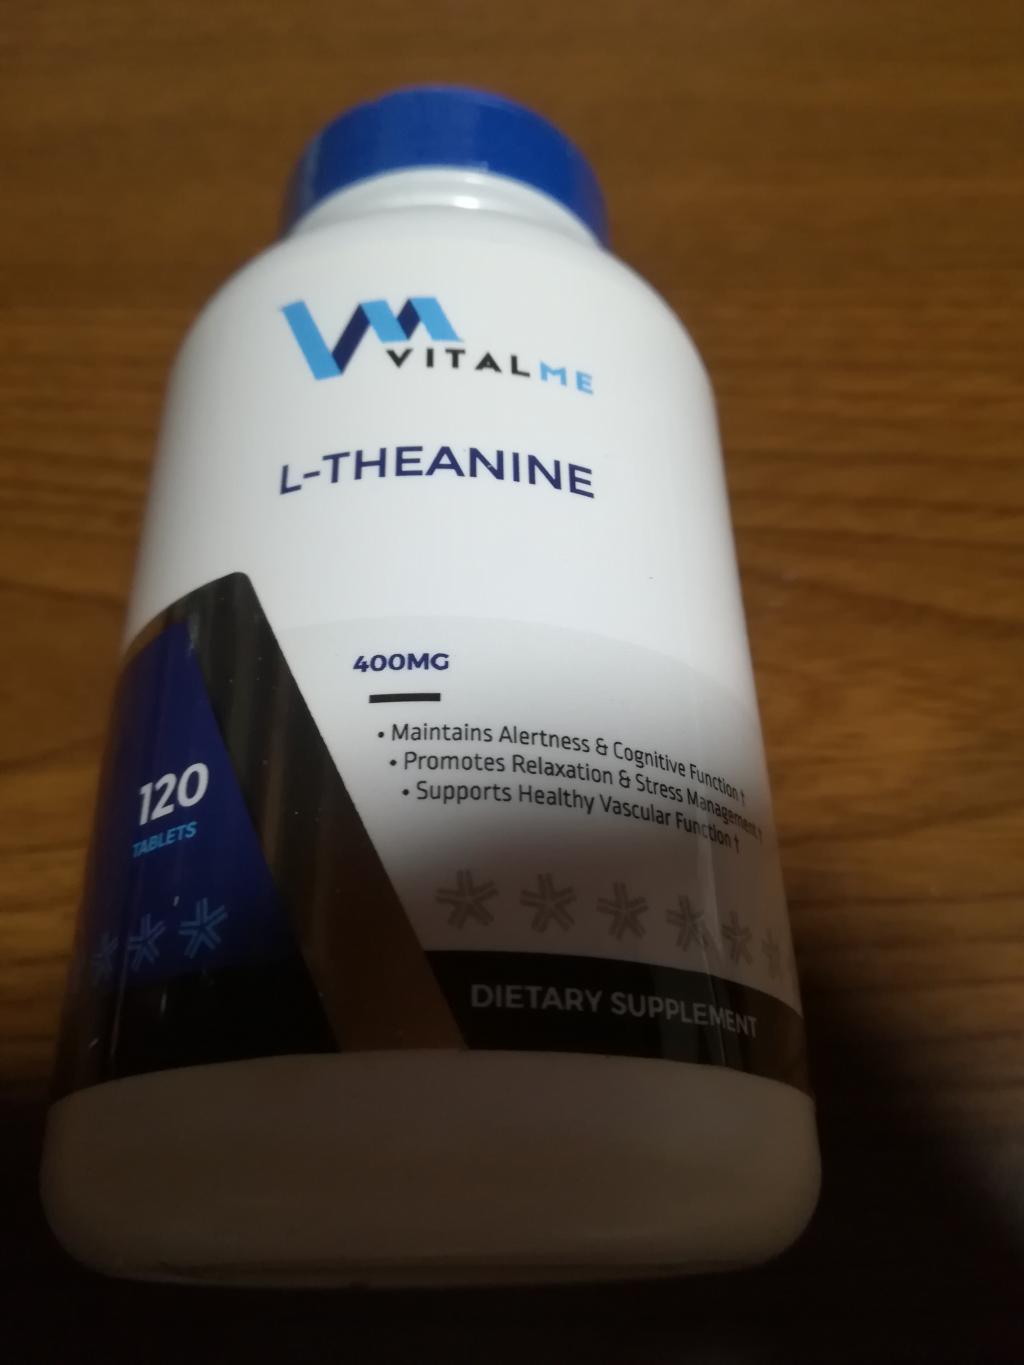 VM
VITALME
L-THEANINE
400MG
• Maintains Alertness & Cognitive Function †
• Promotes Relaxation & Stress Management †
• Supports Healthy Vascular Function †
120
TABLETS
DIETARY SUPPLEMENT